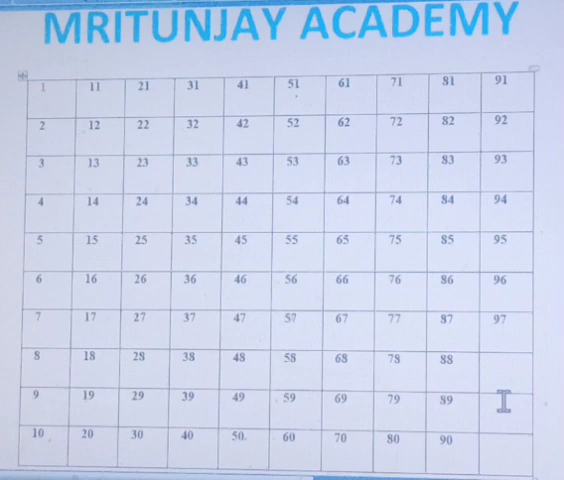 MRITUNJAY ACADEMY
1 11 21 31 41 51 61 71 81 91
2 12 22 32 42 52 62 72 82 92
3 13 23 33 43 53 63 73 83 93
4 14 24 34 44 54 64 74 84 94
5 15 25 35 45 55 65 75 85 95
6 16 26 36 46 56 66 76 86 96
7 17 27 37 47 57 67 77 87 97
8 18 28 38 48 58 68 78 88
9 19 29 39 49 59 69 79 89
10 20 30 40 50. 60 70 80 90